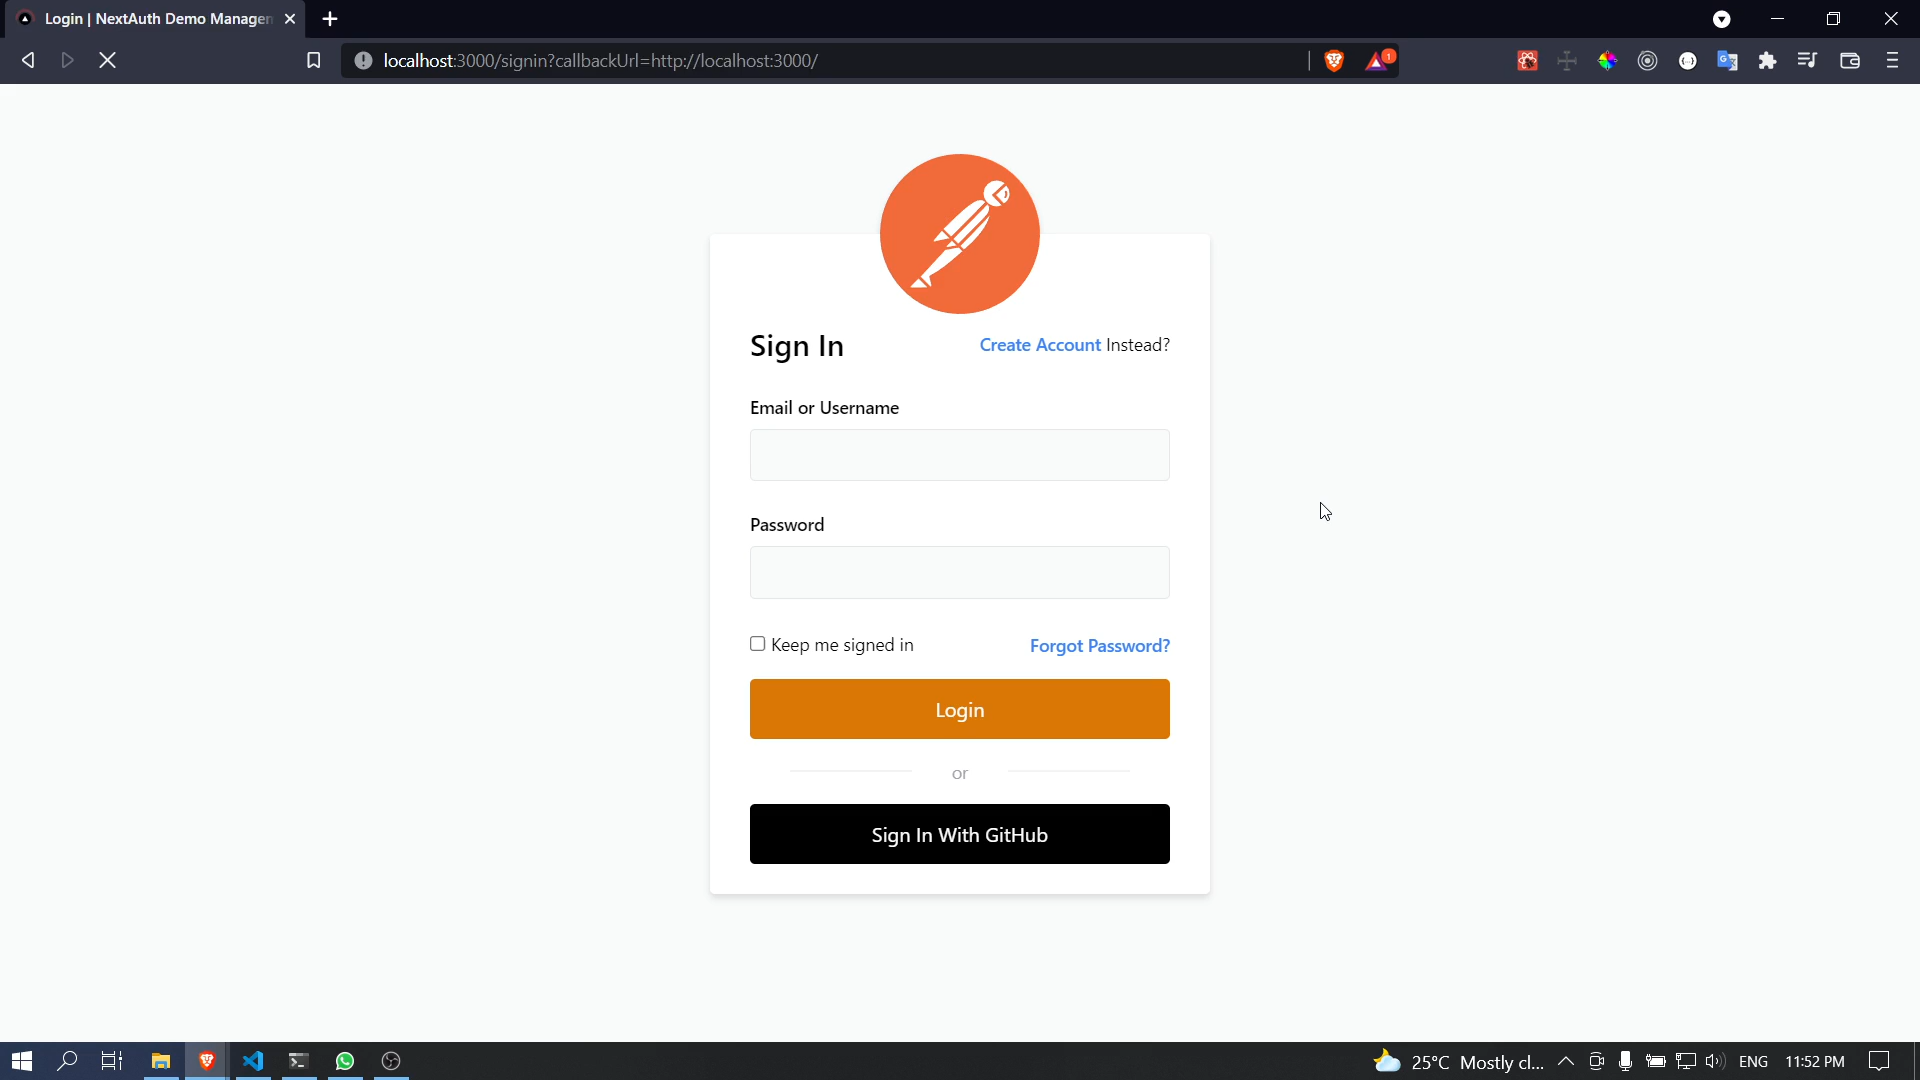 Login | NextAuth Demo Manager
localhost:3000/signin?callbackUrl=http://localhost:3000/
1
Sign In
Create Account Instead?
Email or Username
Password
Keep me signed in
Forgot Password?
Login
or
Sign In With GitHub
25°C Mostly cl...
ENG
11:52 PM